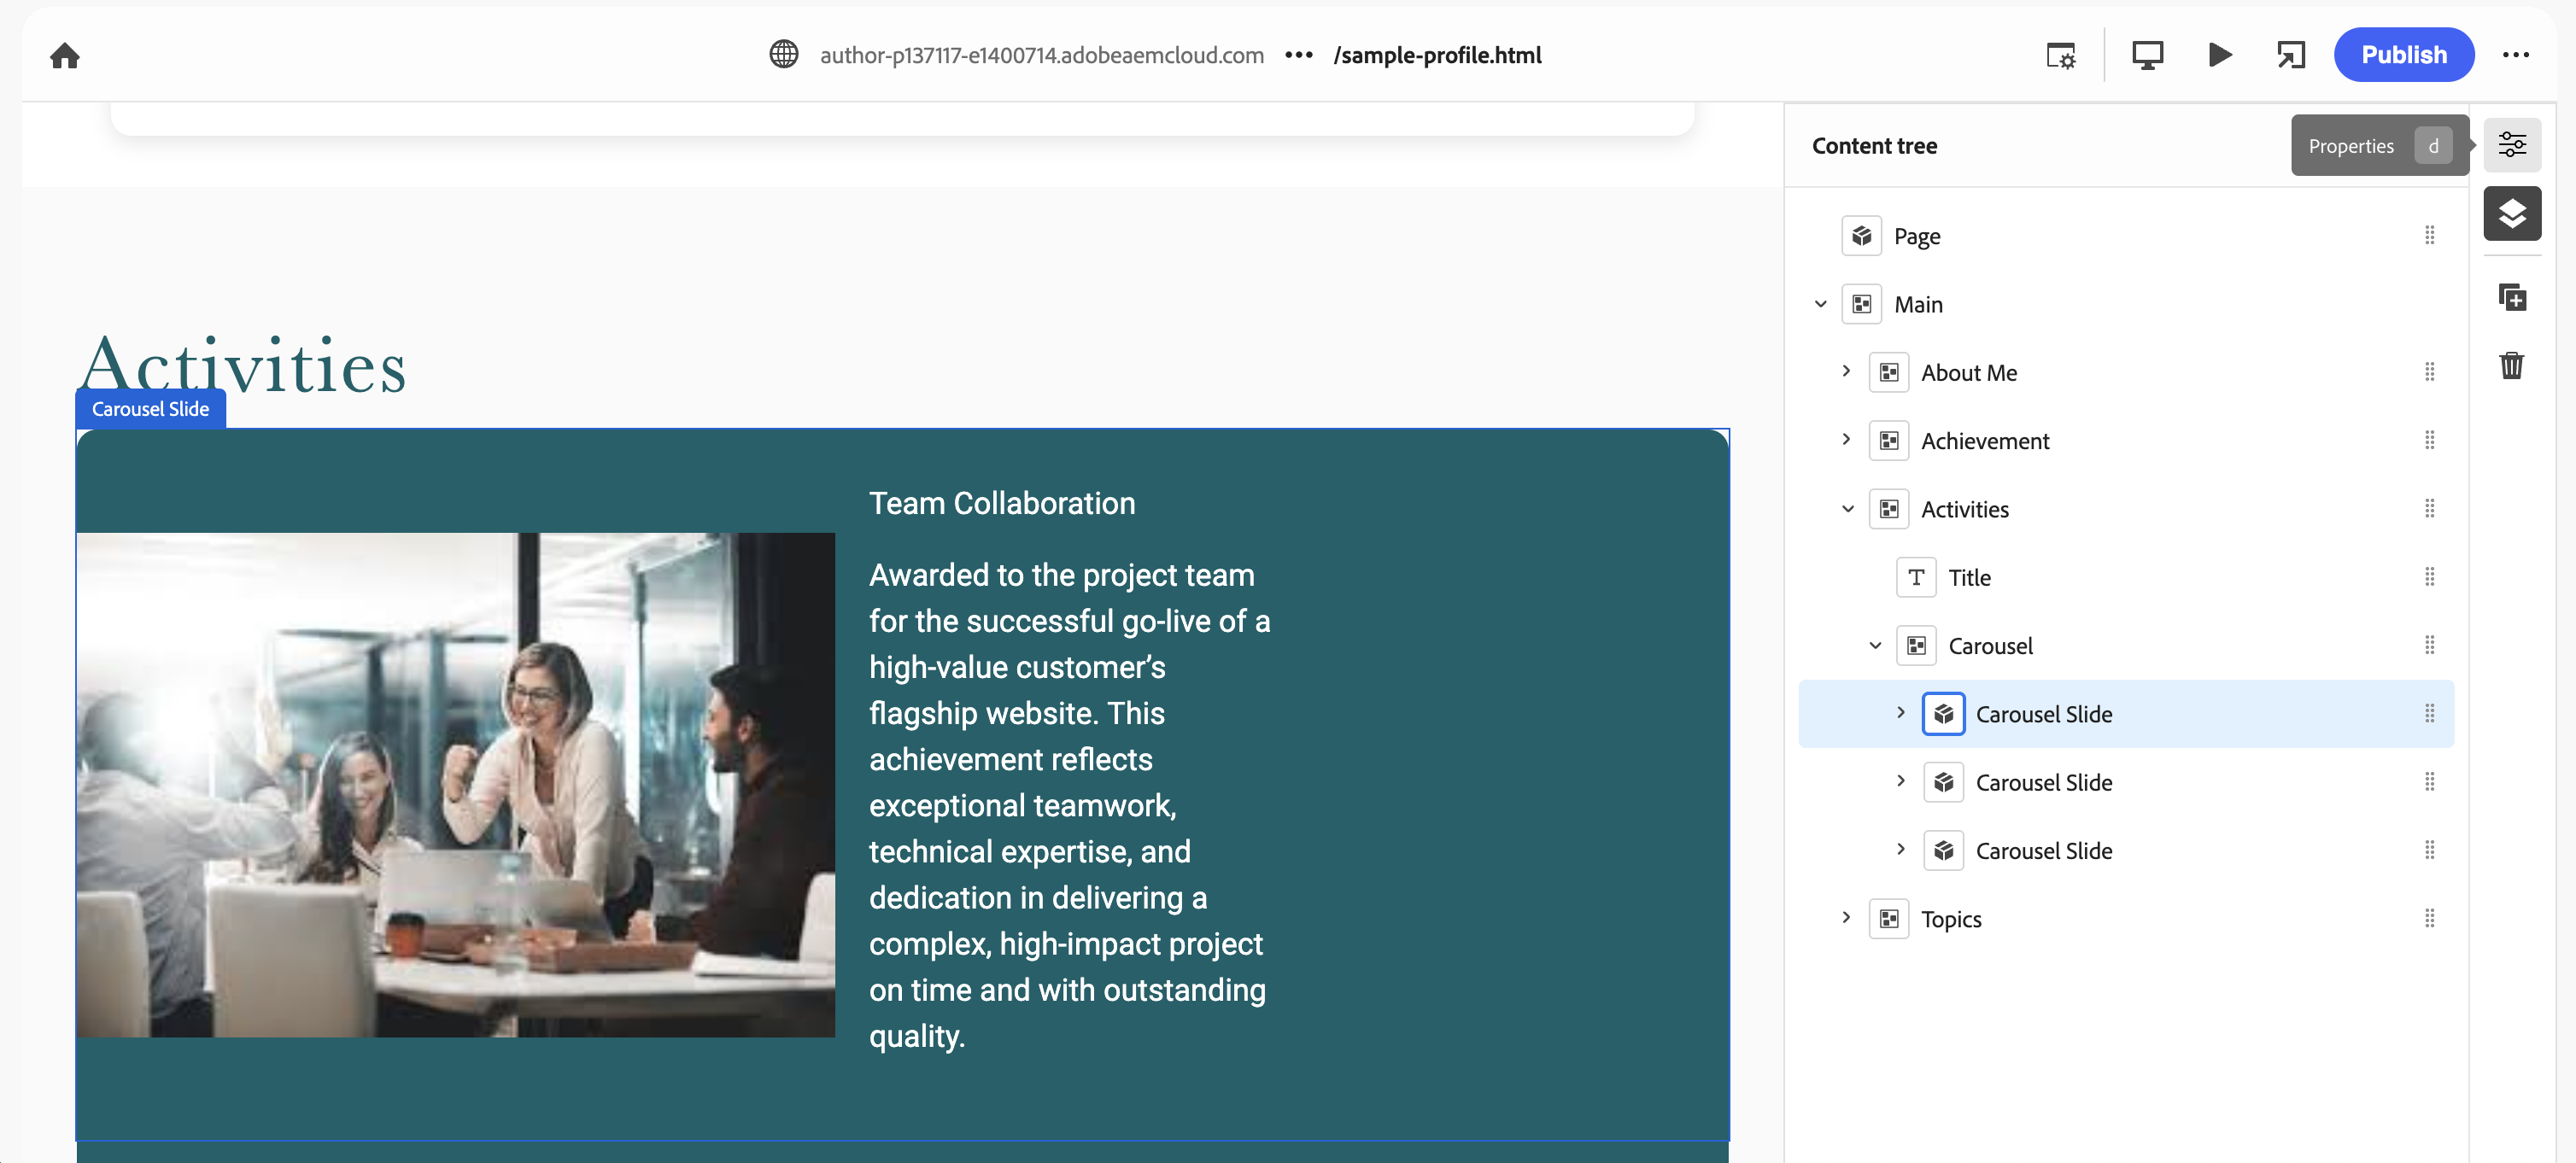 author-p137117-e1400714.adobeaemcloud.com ••• /sample-profile.html
Publish
Content tree
Properties d
Page
Main
About Me
Achievement
Activities
Title
Carousel
Carousel Slide
Carousel Slide
Carousel Slide
Topics
Activities
Carousel Slide
Team Collaboration
Awarded to the project team
for the successful go-live of a
high-value customer’s
flagship website. This
achievement reflects
exceptional teamwork,
technical expertise, and
dedication in delivering a
complex, high-impact project
on time and with outstanding
quality.